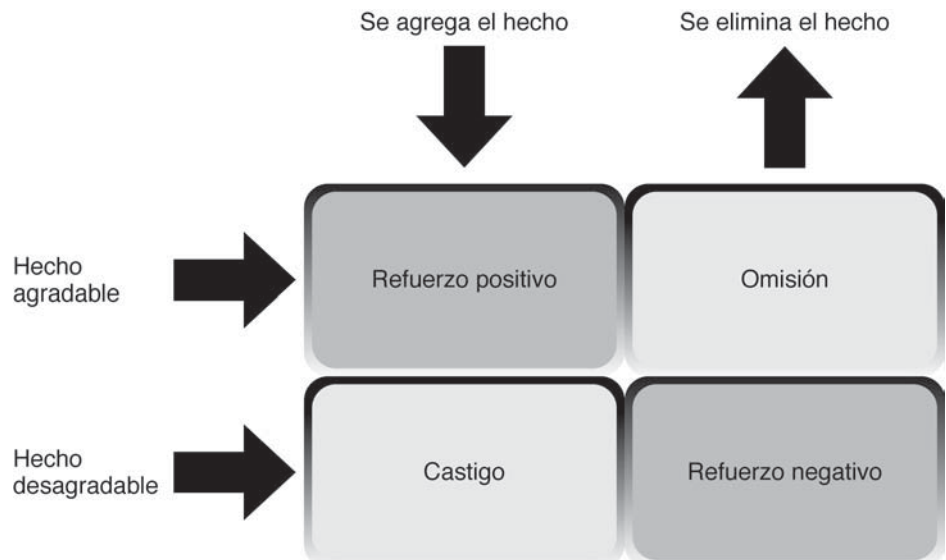 Se agrega el hecho
Se elimina el hecho
Hecho
agradable
Refuerzo positivo
Omisión
Hecho
desagradable
Castigo
Refuerzo negativo